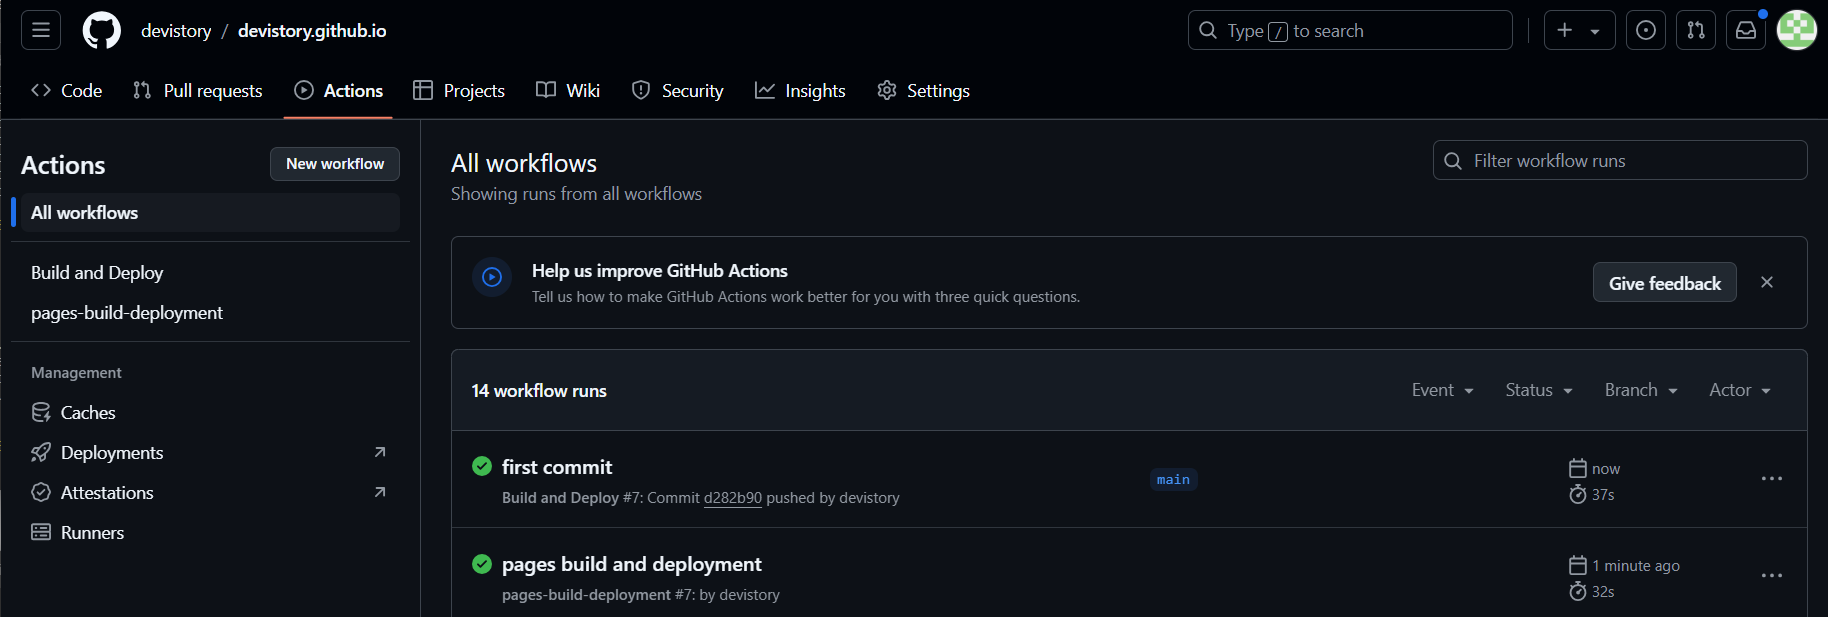 devistory / devistory.github.io
Type / to search
Code
Pull requests
Actions
Projects
Wiki
Security
Insights
Settings
Actions
New workflow
All workflows
Build and Deploy
pages-build-deployment
Management
Caches
Deployments
Attestations
Runners
All workflows
Showing runs from all workflows
Filter workflow runs
Help us improve GitHub Actions
Tell us how to make GitHub Actions work better for you with three quick questions.
Give feedback
14 workflow runs
Event
Status
Branch
Actor
first commit
Build and Deploy #7: Commit d282b90 pushed by devistory
main
now
37s
pages build and deployment
pages-build-deployment #7: by devistory
1 minute ago
32s